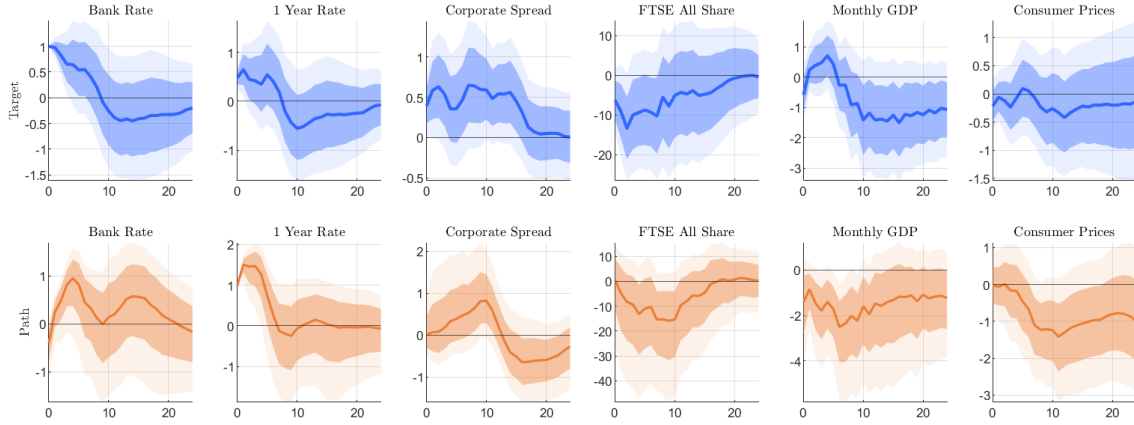 Bank Rate
1 Year Rate
Corporate Spread
FTSE All Share
Monthly GDP
Consumer Prices
Target
1
0.5
0
-0.5
-1
-1.5
0 10 20
1
0
-1
0 10 20
1
0.5
0
-0.5
0 10 20
10
0
-10
-20
0 10 20
1
0
-1
-2
-3
0 10 20
1
0.5
0
-0.5
-1
-1.5
0 10 20
Bank Rate
1 Year Rate
Corporate Spread
FTSE All Share
Monthly GDP
Consumer Prices
Path
1
0
-1
0 10 20
2
1
0
-1
0 10 20
2
1
0
-1
0 10 20
10
0
-10
-20
-30
-40
0 10 20
0
-2
-4
0 10 20
1
0
-1
-2
-3
0 10 20